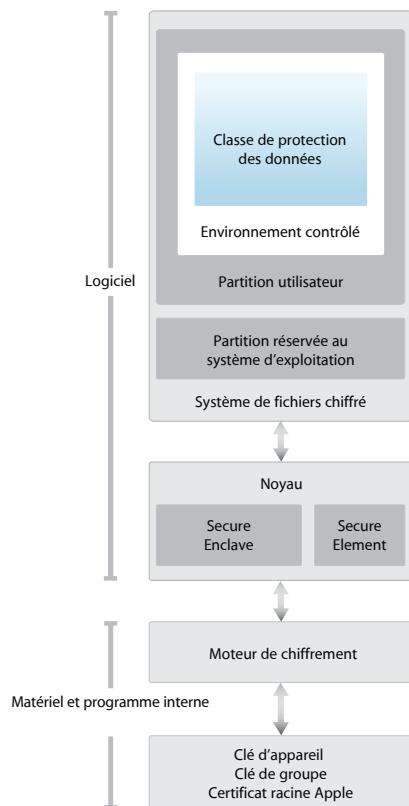 Classe de protection
des données
Environnement contrôlé
Logiciel
Partition utilisateur
Partition réservée au
système d'exploitation
Système de fichiers chiffré
Noyau
Secure
Enclave
Secure
Element
Moteur de chiffrement
Matériel et programme interne
Clé d'appareil
Clé de groupe
Certificat racine Apple